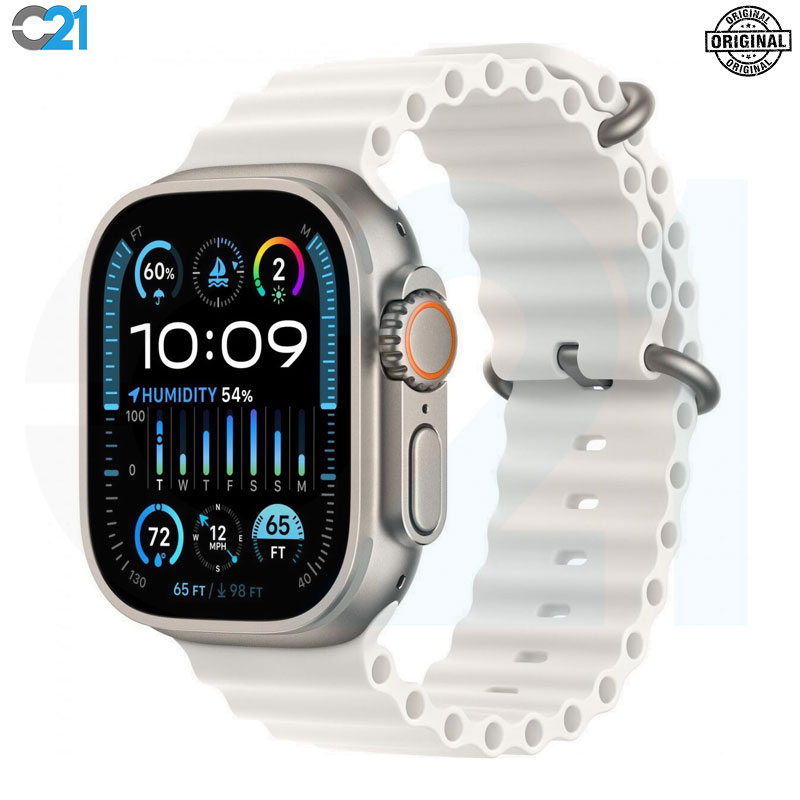 C21
ORIGINAL
ORIGINAL
ORIGINAL
FT
M
60%
2
10:09
HUMIDITY 54%
100
0
T W T F S S M
72
N
W
E
S
12
MPH
65
FT
130
40
65 FT / 98 FT